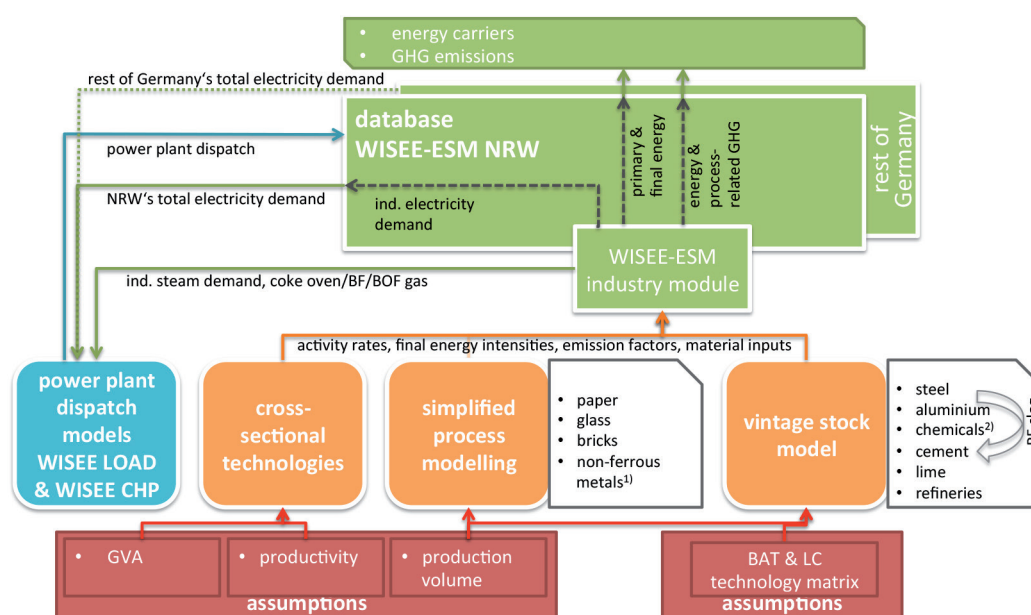 • energy carriers
• GHG emissions
rest of Germany‘s total electricity demand
database
WISEE-ESM NRW
power plant dispatch
primary &
final energy
energy &
process-
related GHG
rest of
Germany
NRW‘s total electricity demand
ind. electricity
demand
WISEE-ESM
industry module
ind. steam demand, coke oven/BF/BOF gas
activity rates, final energy intensities, emission factors, material inputs
power plant
dispatch
models
WISEE LOAD
& WISEE CHP
cross-
sectional
technologies
simplified
process
modelling
• paper
• glass
• bricks
• non-ferrous
metals1)
vintage stock
model
• steel
• aluminium
• chemicals2)
• cement
• lime
• refineries
• GVA
• productivity
• production
volume
assumptions
BAT & LC
technology matrix
assumptions